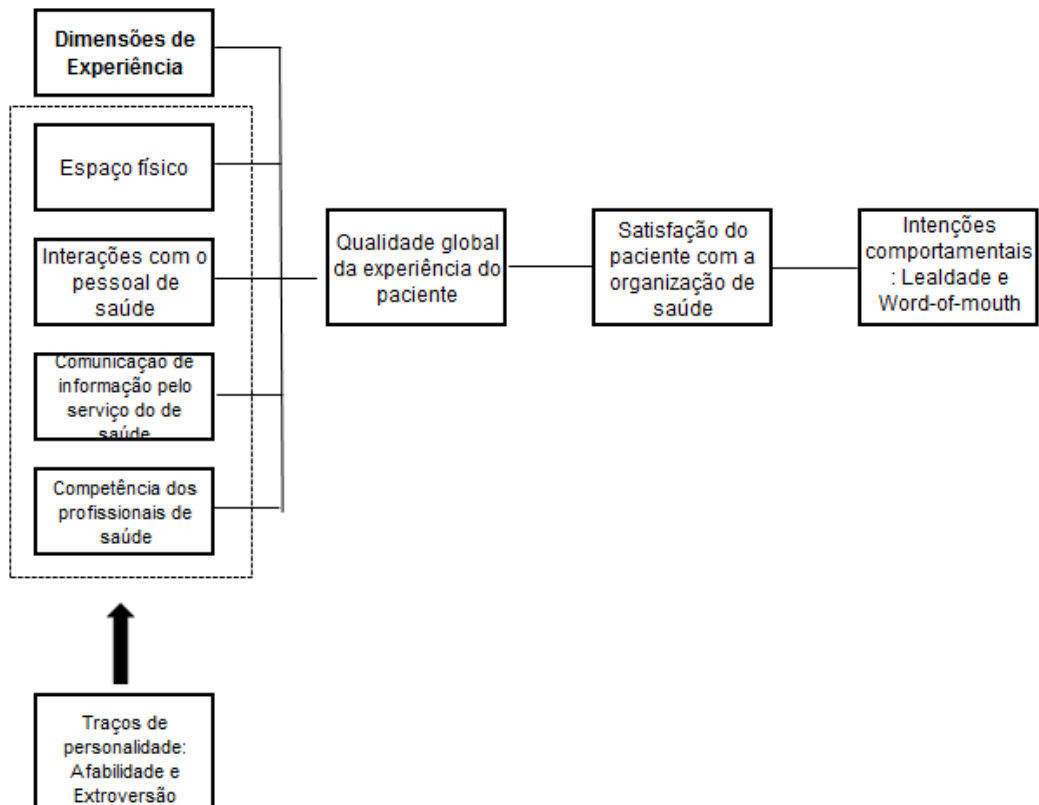 Dimensões de
Experiência
Espaço físico
Interações com o
pessoal de
saúde
Comunicação de
informação pelo
serviço do de
saúde
Competência dos
profissionais de
saúde
Traços de
personalidade:
Afabilidade e
Extroversão
Qualidade global
da experiência do
paciente
Satisfação do
paciente com a
organização de
saúde
Intenções
comportamentais
: Lealdade e
Word-of-mouth